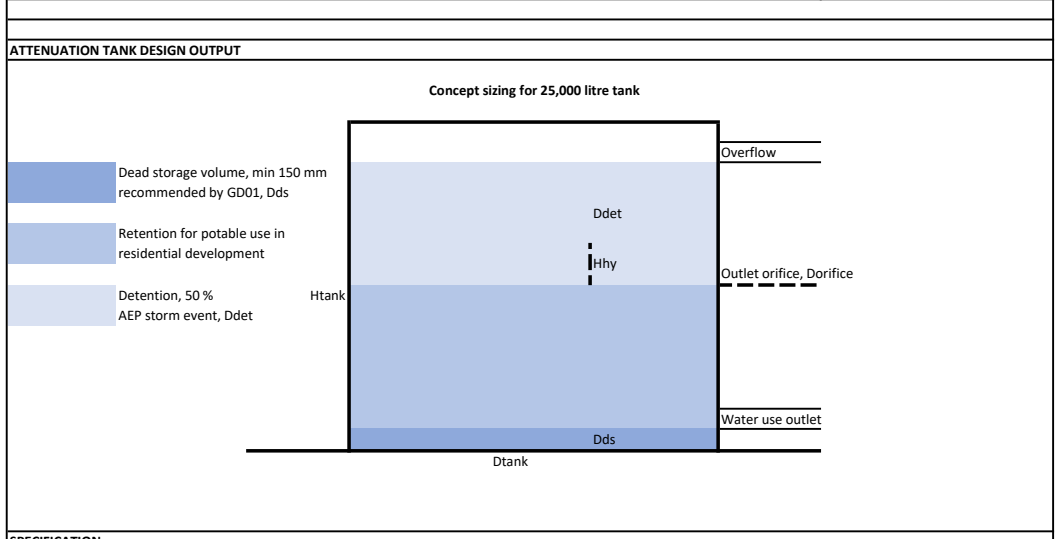 ATTENUATION TANK DESIGN OUTPUT
Concept sizing for 25,000 litre tank
Overflow
Dead storage volume, min 150 mm
recommended by GD01, Dds
Ddet
Retention for potable use in
residential development
Hhy
Outlet orifice, Dorifice
Detention, 50 %
AEP storm event, Ddet
Htank
Water use outlet
Dds
Dtank
SPECIFICATION